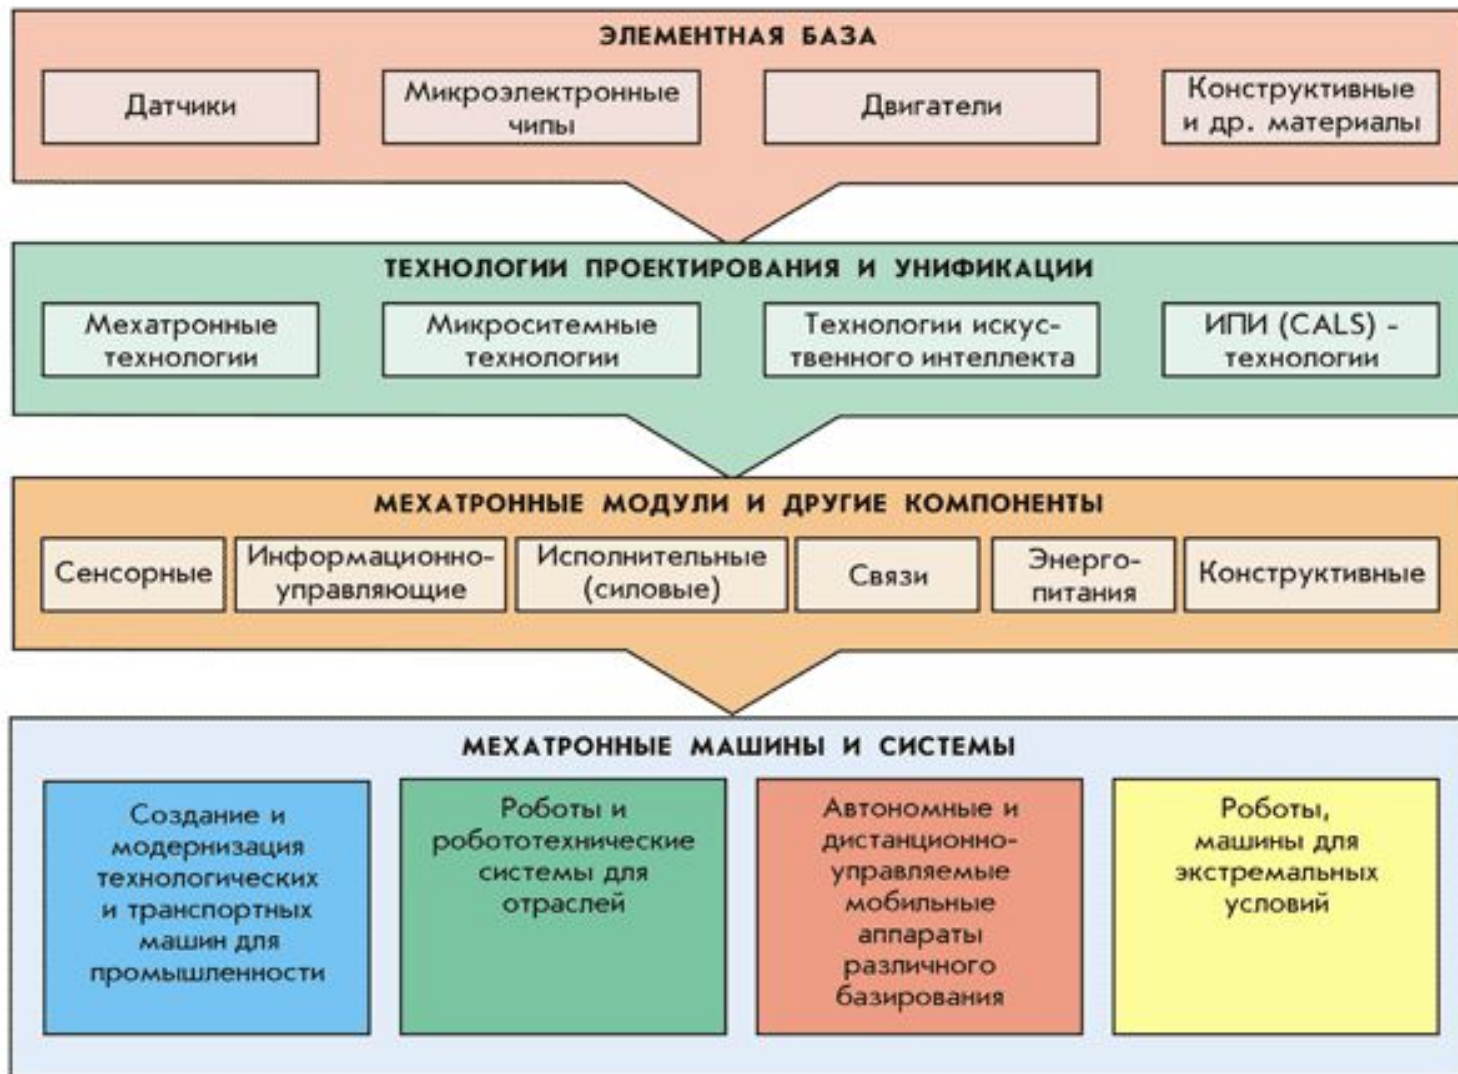 ЭЛЕМЕНТНАЯ БАЗА
Датчики
Микроэлектронные
чипы
Двигатели
Конструктивные
и др. материалы
ТЕХНОЛОГИИ ПРОЕКТИРОВАНИЯ И УНИФИКАЦИИ
Мехатронные
технологии
Микроситемные
технологии
Технологии искус-
твенного интеллекта
ИПИ (CALS) -
технологии
МЕХАТРОННЫЕ МОДУЛИ И ДРУГИЕ КОМПОНЕНТЫ
Сенсорные
Информационно-
управляющие
Исполнительные
(силовые)
Связи
Энерго-
питания
Конструктивные
МЕХАТРОННЫЕ МАШИНЫ И СИСТЕМЫ
Создание и
модернизация
технологических
и транспортных
машин для
промышленности
Роботы и
робототехнические
системы для
отраслей
Автономные и
дистанционно-
управляемые
мобильные
аппараты
различного
базирования
Роботы,
машины для
экстремальных
условий